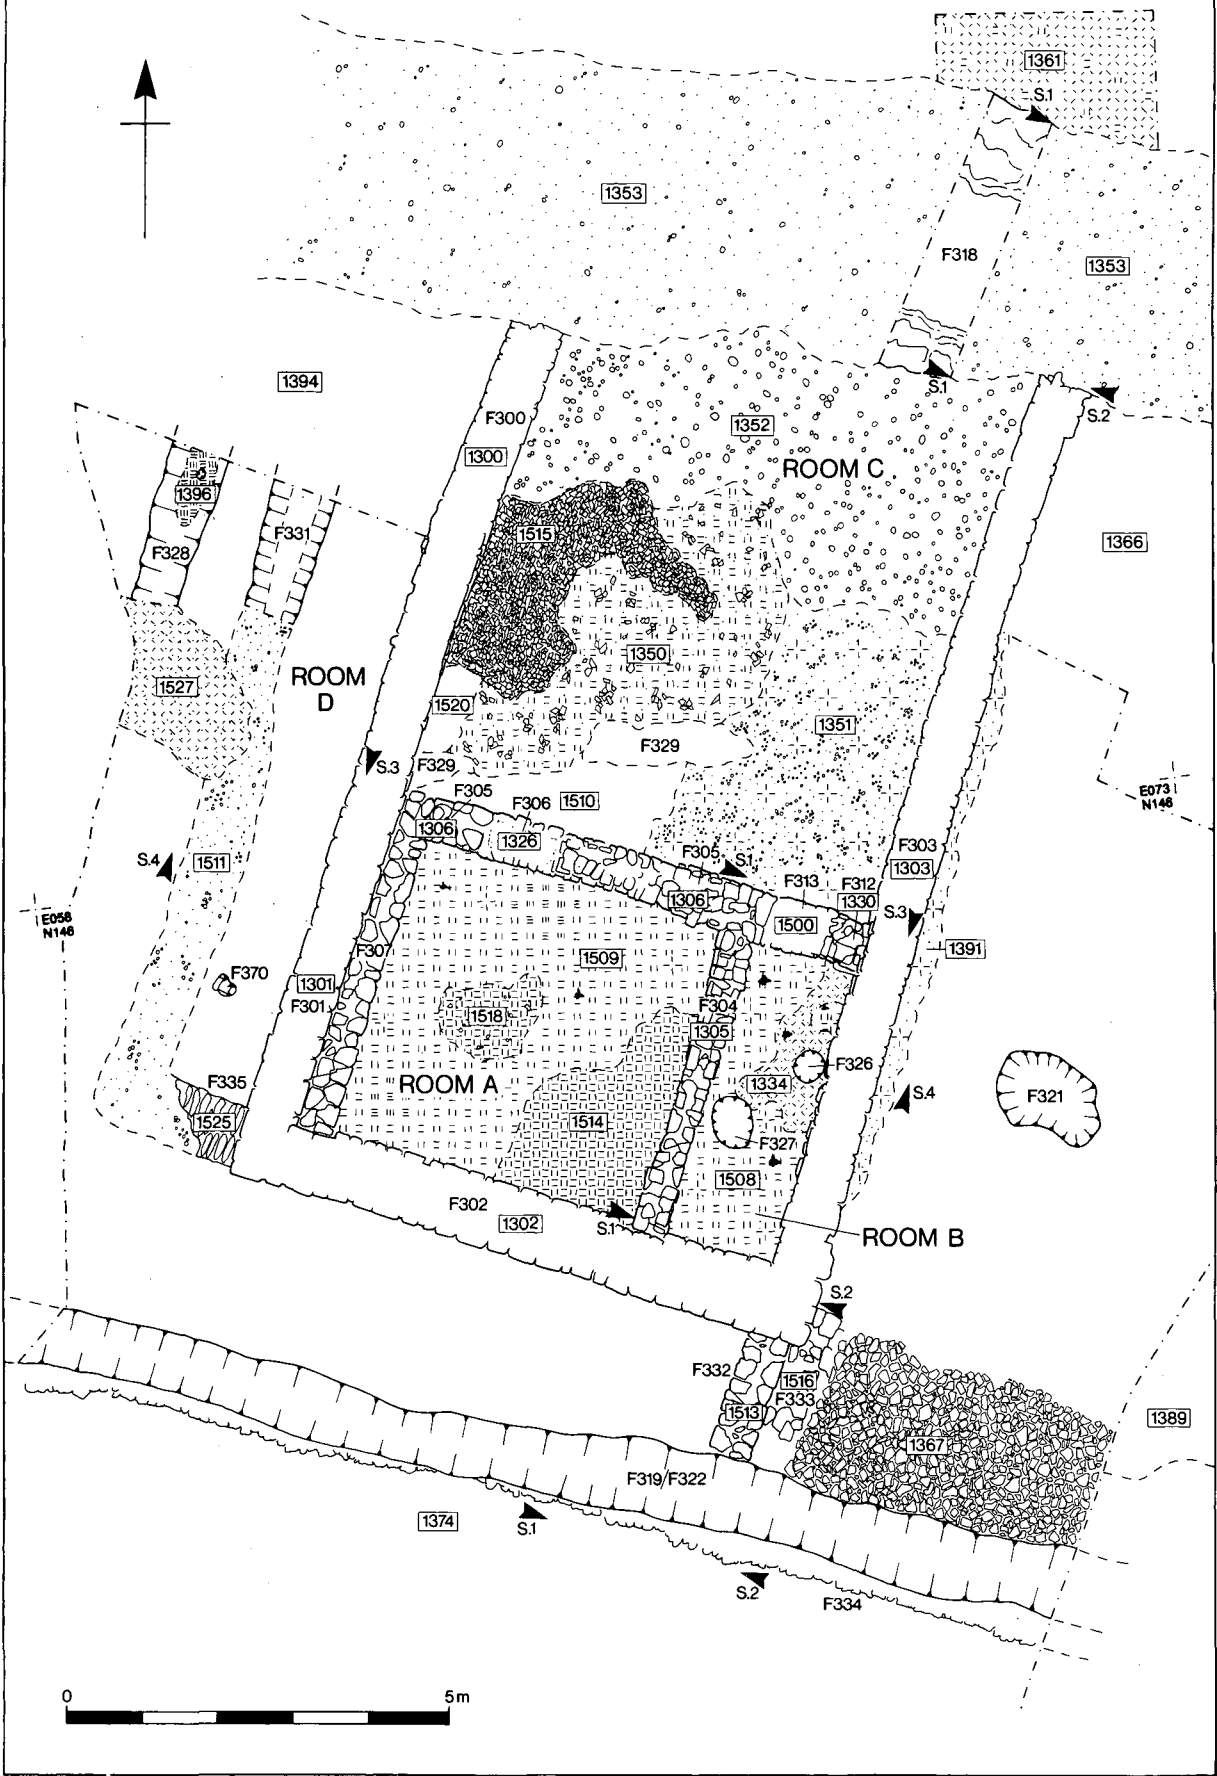 1361
S.1
1353
F318
1353
1394
S.1
S.2
F300
1352
1300
ROOM C
1396
F331
1515
F328
1366
1350
ROOM
D
1527
1520
1351
F329
S.3
F329
F305
F306
1510
E073
N146
1306
1326
F305
S.1
F303
1303
S.4
1511
F313
F312
1330
1306
1500
S.3
E058
N146
F307
1509
1391
F370
1301
F301
1518
F304
1305
F326
ROOM A
1334
F335
S.4
F321
1525
1514
F327
1508
F302
1302
S.1
ROOM B
S.2
F332
1516
F333
1513
1389
1367
F319/F322
1374
S.1
S.2
F334
0
5m